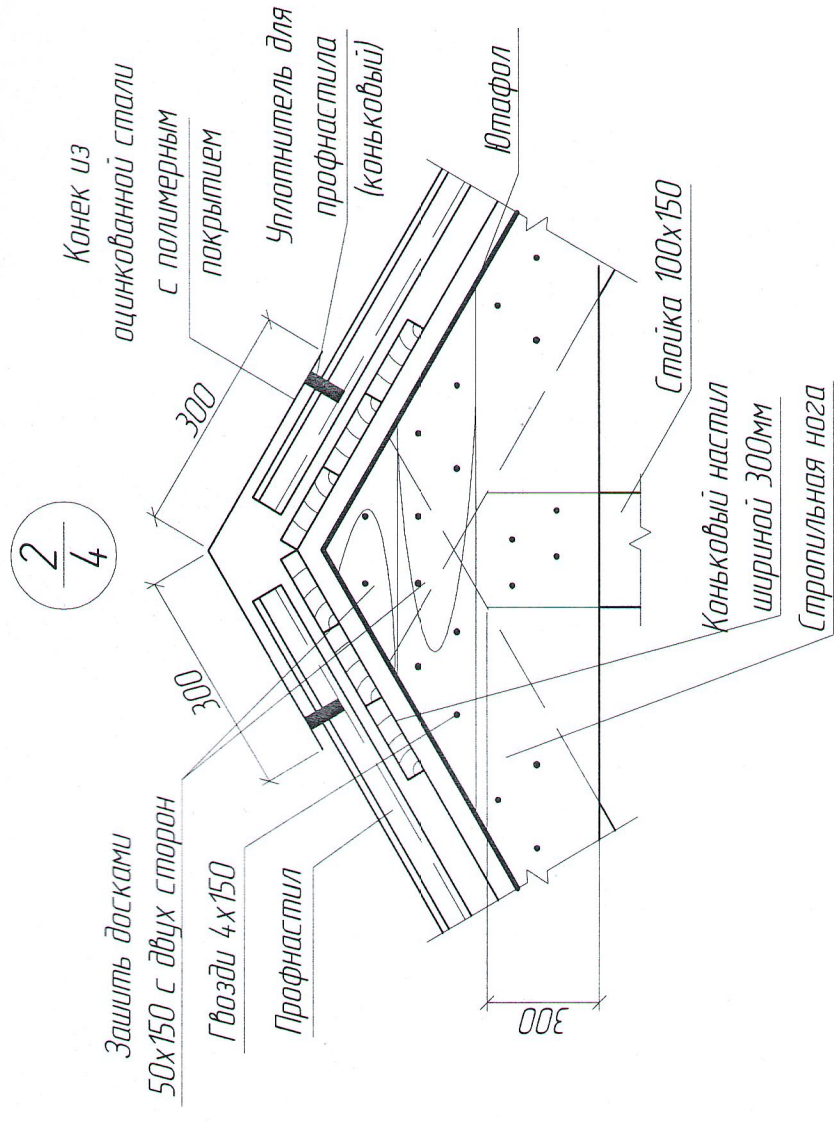 2
4
Конек из
оцинкованной стали
с полимерным
покрытием
Уплотнитель для
профнастила
(коньковый)
Ютафол
300
300
Зашить досками
50х150 с двух сторон
Гвозди 4х150
Профнастил
300
Стойка 100х150
Коньковый настил
шириной 300мм
Стропильная нога